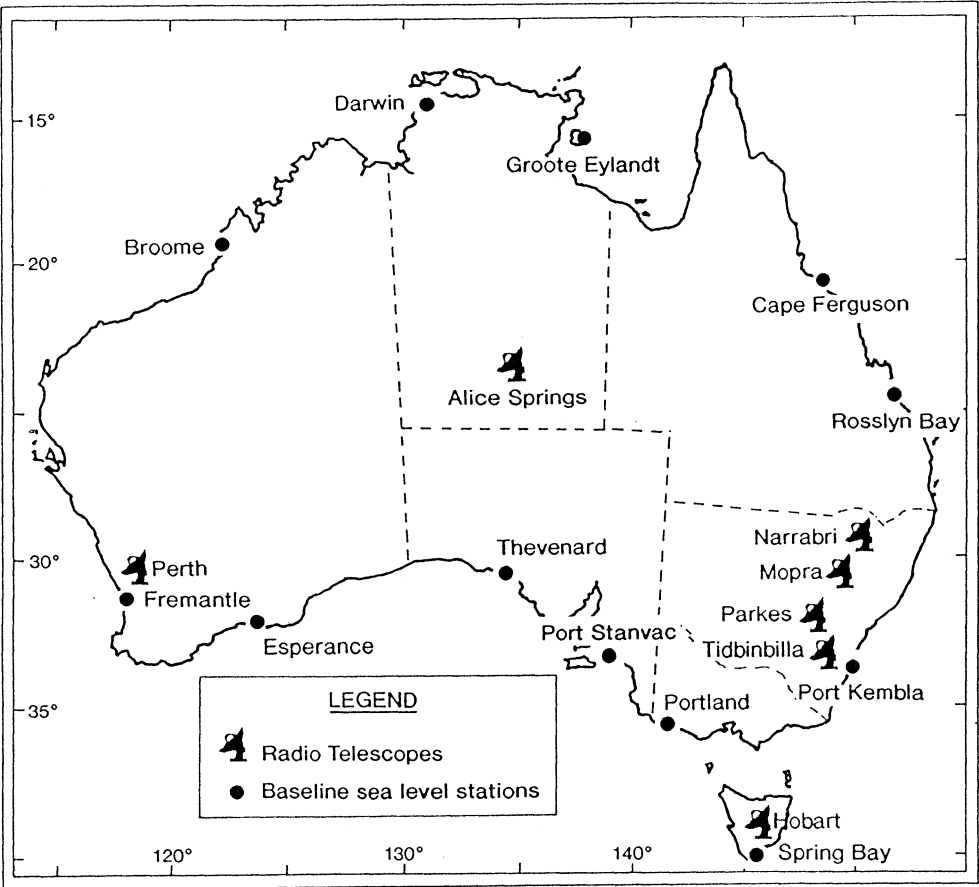 Darwin
15°
Groote Eylandt
Broome
20°
Cape Ferguson
Alice Springs
Rosslyn Bay
Narrabri
Thevenard
30°
Perth
Mopra
Fremantle
Parkes
Esperance
Port Stanvac
Tidbinbilla
Port Kembla
LEGEND
Portland
35°
Radio Telescopes
Baseline sea level stations
Hobart
Spring Bay
120°
130°
140°